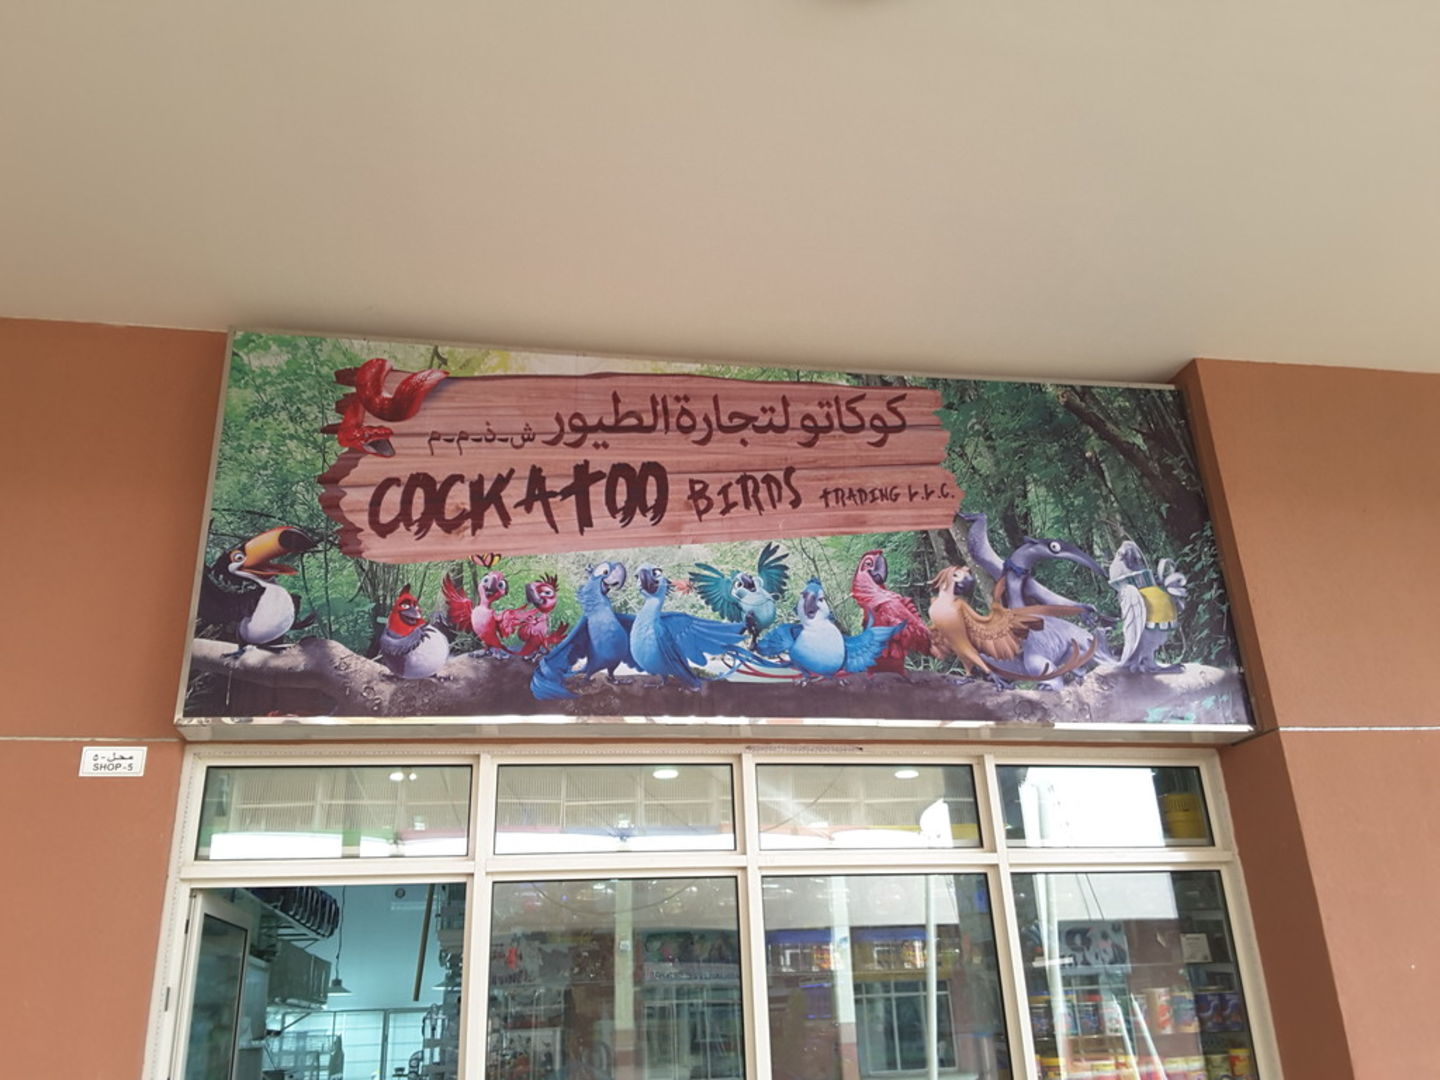 كوكاتو لتجارة الطيور ش-ذ-م-م
COCKATOO BIRDS TRADING L.L.C.
محل - ٥
SHOP - 5